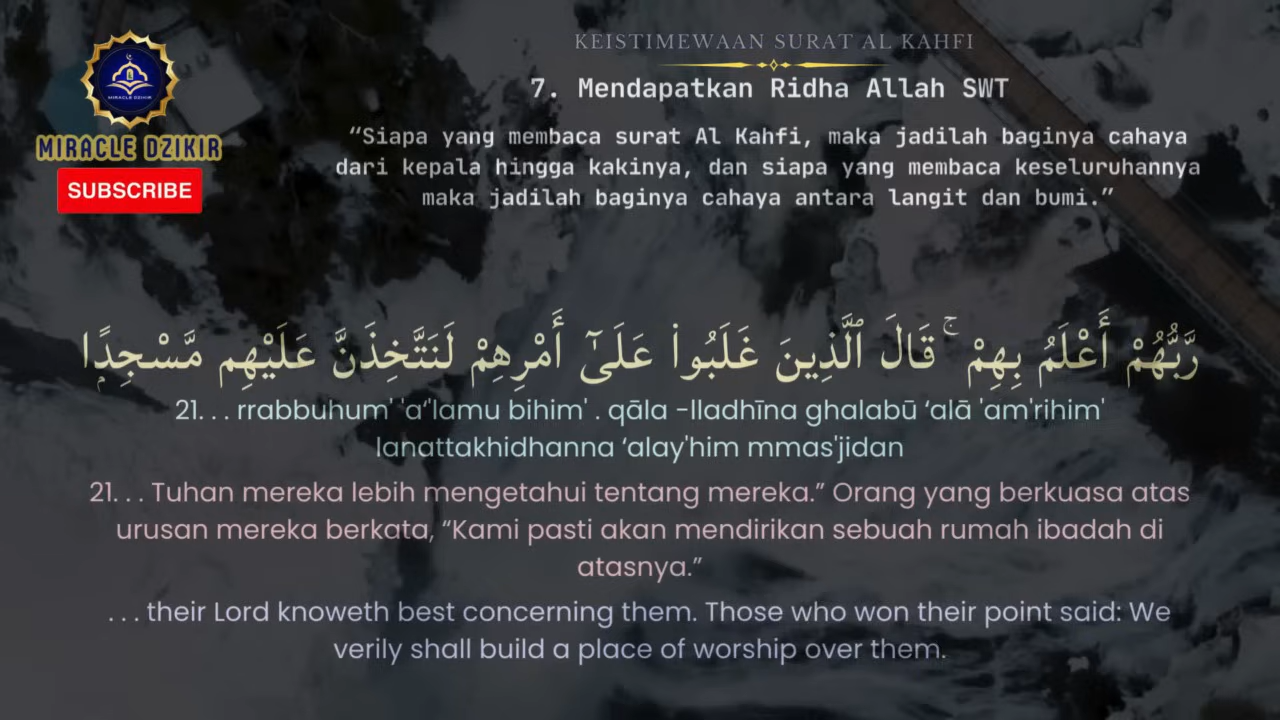 KEISTIMEWAAN SURAT AL KAHFI
7. Mendapatkan Ridha Allah SWT
“Siapa yang membaca surat Al Kahfi, maka jadilah baginya cahaya
dari kepala hingga kakinya, dan siapa yang membaca keseluruhannya
maka jadilah baginya cahaya antara langit dan bumi.”
MIRACLE DZIKIR
MIRACLE DZIKIR
SUBSCRIBE
رَّبُّهُمْ أَعْلَمُ بِهِمْ ۚ قَالَ ٱلَّذِينَ غَلَبُوا۟ عَلَىٰٓ أَمْرِهِمْ لَنَتَّخِذَنَّ عَلَيْهِم مَّسْجِدًۭا
21. . . rrabbuhum' 'a‘'lamu bihim' . qāla -lladhīna ghalabū ‘alā 'am'rihim'
lanattakhidhanna ‘alay'him mmas'jidan
21. . . Tuhan mereka lebih mengetahui tentang mereka.” Orang yang berkuasa atas
urusan mereka berkata, “Kami pasti akan mendirikan sebuah rumah ibadah di
atasnya.”
. . . their Lord knoweth best concerning them. Those who won their point said: We
verily shall build a place of worship over them.